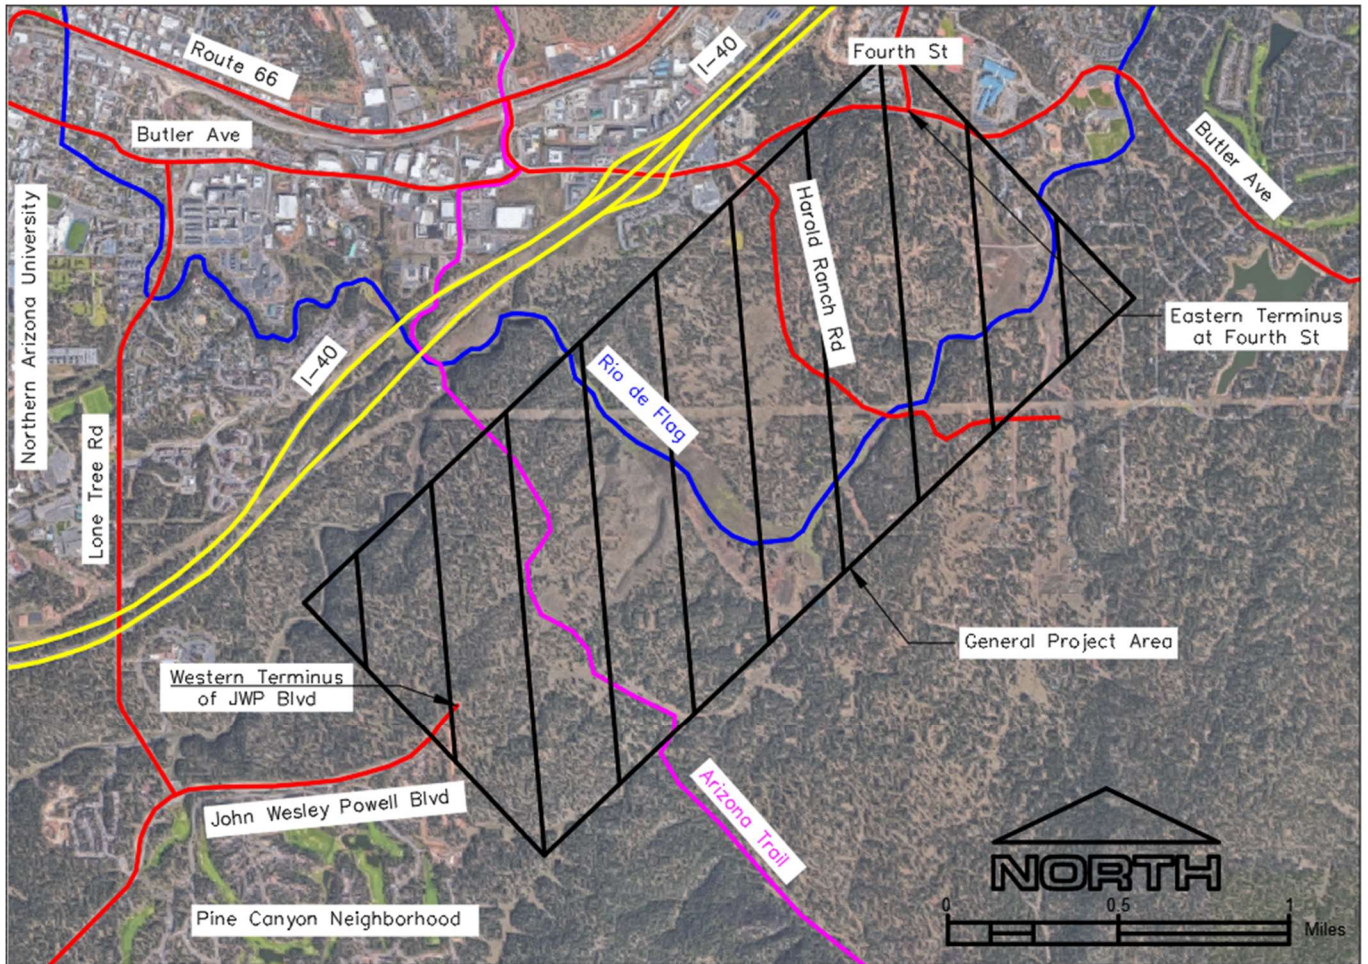 Route 66
I-40
Fourth St
Butler Ave
Butler Ave
Northern Arizona University
Harold Ranch Rd
Eastern Terminus
at Fourth St
I-40
Rio de Flag
Lone Tree Rd
General Project Area
Western Terminus
of JWP Blvd
John Wesley Powell Blvd
Arizona Trail
Pine Canyon Neighborhood
NORTH
0 0.5 1
Miles